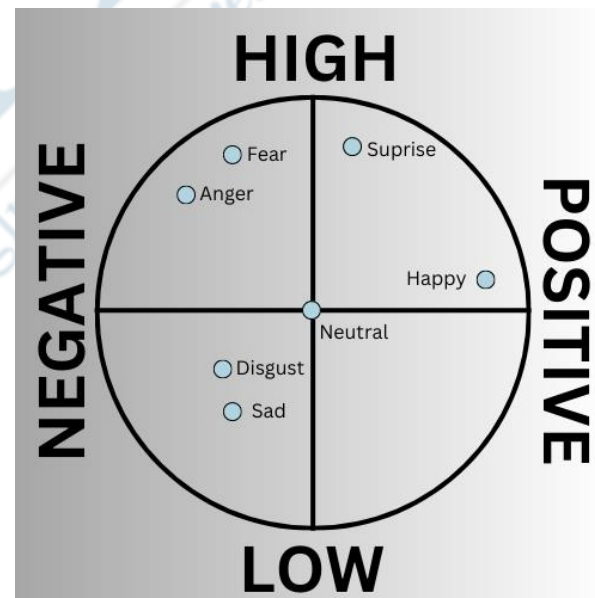 HIGH
Fear
Suprise
Anger
NEGATIVE
POSITIVE
Happy
Neutral
Disgust
Sad
LOW